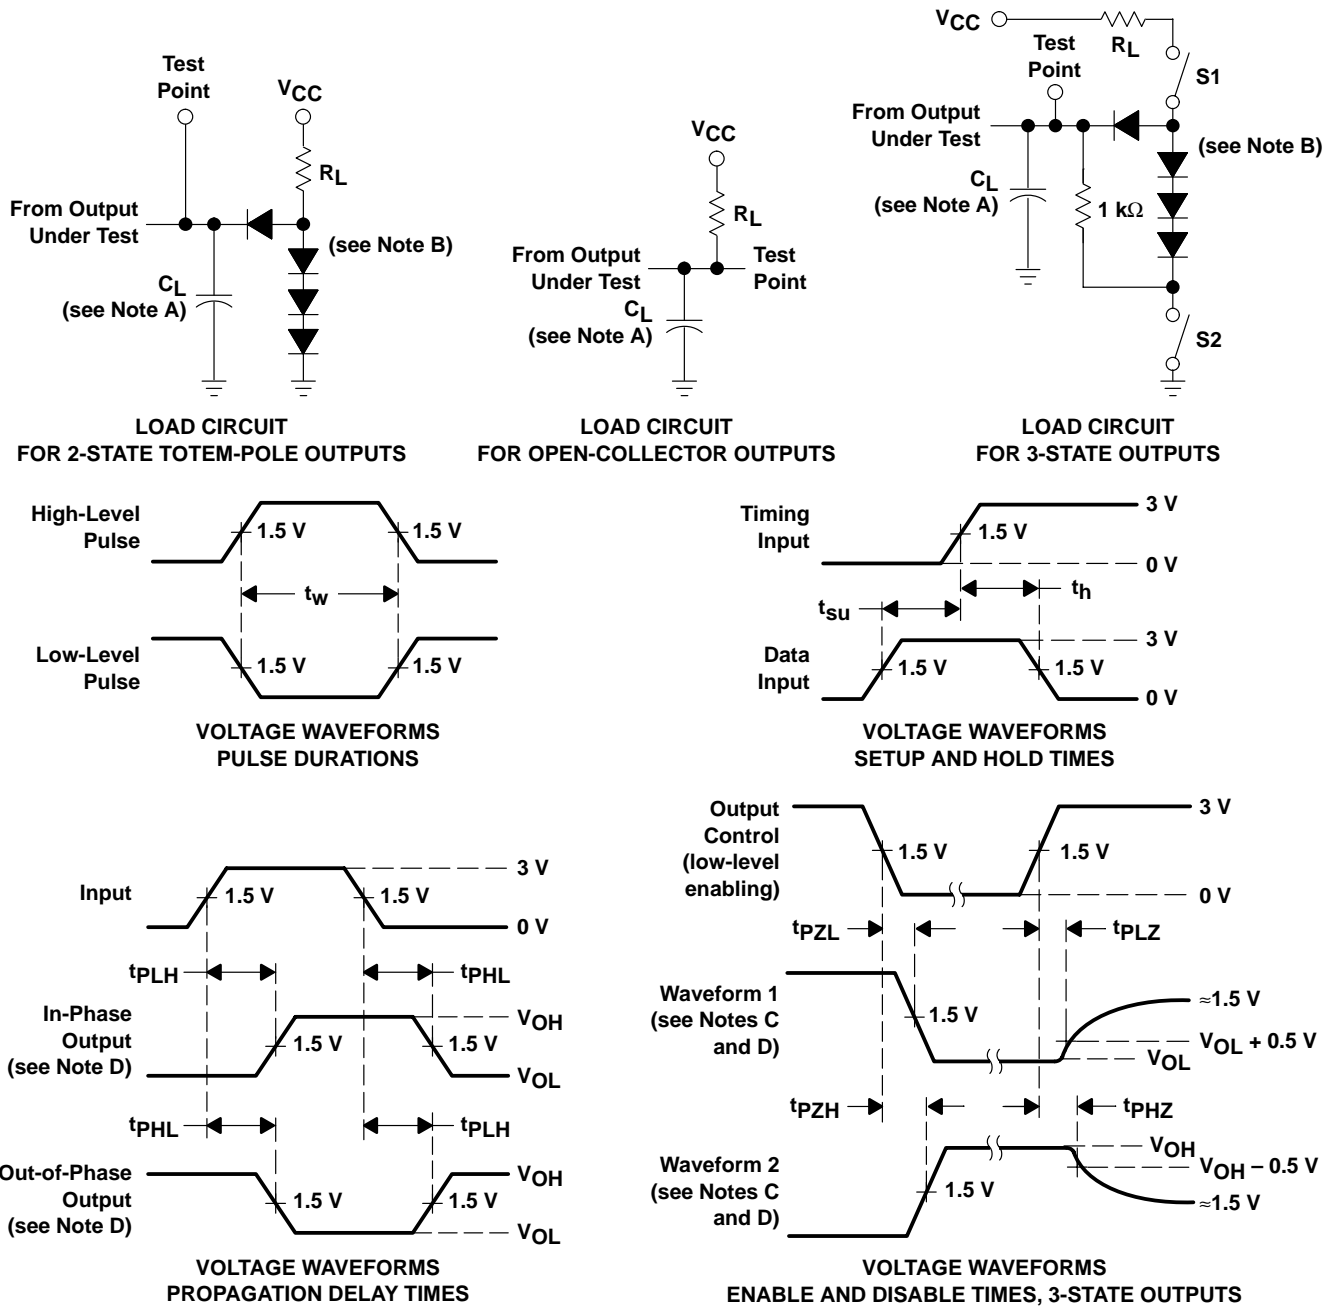 Test
Point
VCC
RL
From Output
Under Test
(see Note B)
CL
(see Note A)
LOAD CIRCUIT
FOR 2-STATE TOTEM-POLE OUTPUTS
VCC
RL
From Output
Under Test
Test
Point
CL
(see Note A)
LOAD CIRCUIT
FOR OPEN-COLLECTOR OUTPUTS
VCC
RL
Test
Point
S1
From Output
Under Test
(see Note B)
CL
(see Note A)
1 kΩ
S2
LOAD CIRCUIT
FOR 3-STATE OUTPUTS
High-Level
Pulse
1.5 V
1.5 V
tw
Low-Level
Pulse
1.5 V
1.5 V
VOLTAGE WAVEFORMS
PULSE DURATIONS
Timing
Input
1.5 V
3 V
0 V
th
tsu
Data
Input
1.5 V
1.5 V
3 V
0 V
VOLTAGE WAVEFORMS
SETUP AND HOLD TIMES
Input
1.5 V
1.5 V
3 V
0 V
tPLH
tPHL
In-Phase
Output
(see Note D)
1.5 V
1.5 V
VOH
VOL
tPHL
tPLH
Out-of-Phase
Output
(see Note D)
1.5 V
1.5 V
VOH
VOL
VOLTAGE WAVEFORMS
PROPAGATION DELAY TIMES
Output
Control
(low-level
enabling)
1.5 V
1.5 V
3 V
0 V
tPZL
tPLZ
Waveform 1
(see Notes C
and D)
1.5 V
≈1.5 V
VOL + 0.5 V
VOL
tPZH
tPHZ
Waveform 2
(see Notes C
and D)
1.5 V
VOH
VOH – 0.5 V
≈1.5 V
VOLTAGE WAVEFORMS
ENABLE AND DISABLE TIMES, 3-STATE OUTPUTS